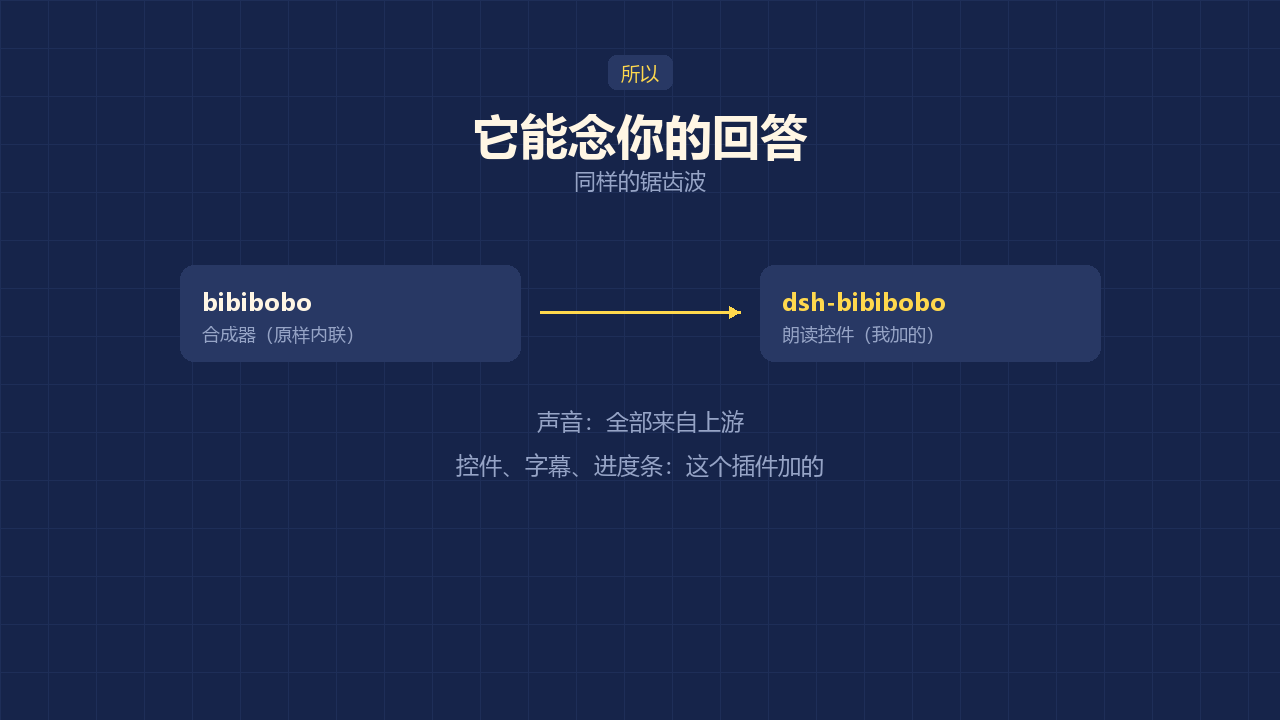 所以
它能念你的回答
同样的锯齿波
bibibobo
合成器（原样内联）
dsh-bibibobo
朗读控件（我加的）
声音：全部来自上游
控件、字幕、进度条：这个插件加的